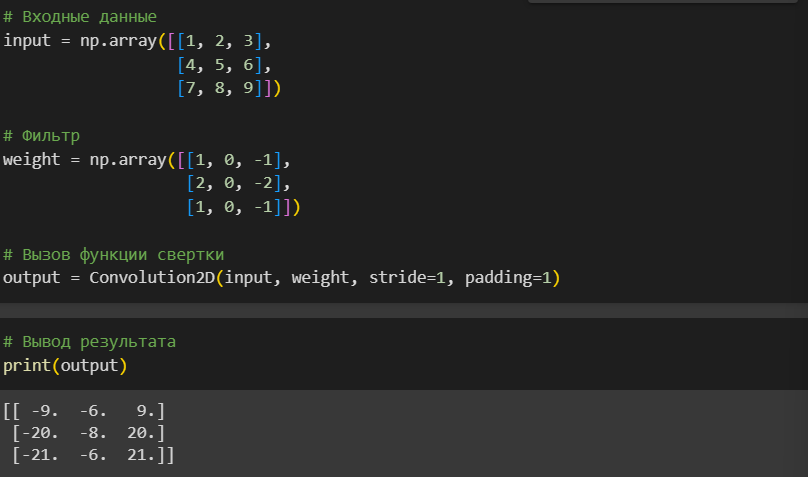 # Входные данные
input = np.array([[1, 2, 3],
                  [4, 5, 6],
                  [7, 8, 9]])
# Фильтр
weight = np.array([[1, 0, -1],
                   [2, 0, -2],
                   [1, 0, -1]])
# Вызов функции свертки
output = Convolution2D(input, weight, stride=1, padding=1)
# Вывод результата
print(output)
[[ -9.  -6.   9.]
 [-20.  -8.  20.]
 [-21.  -6.  21.]]